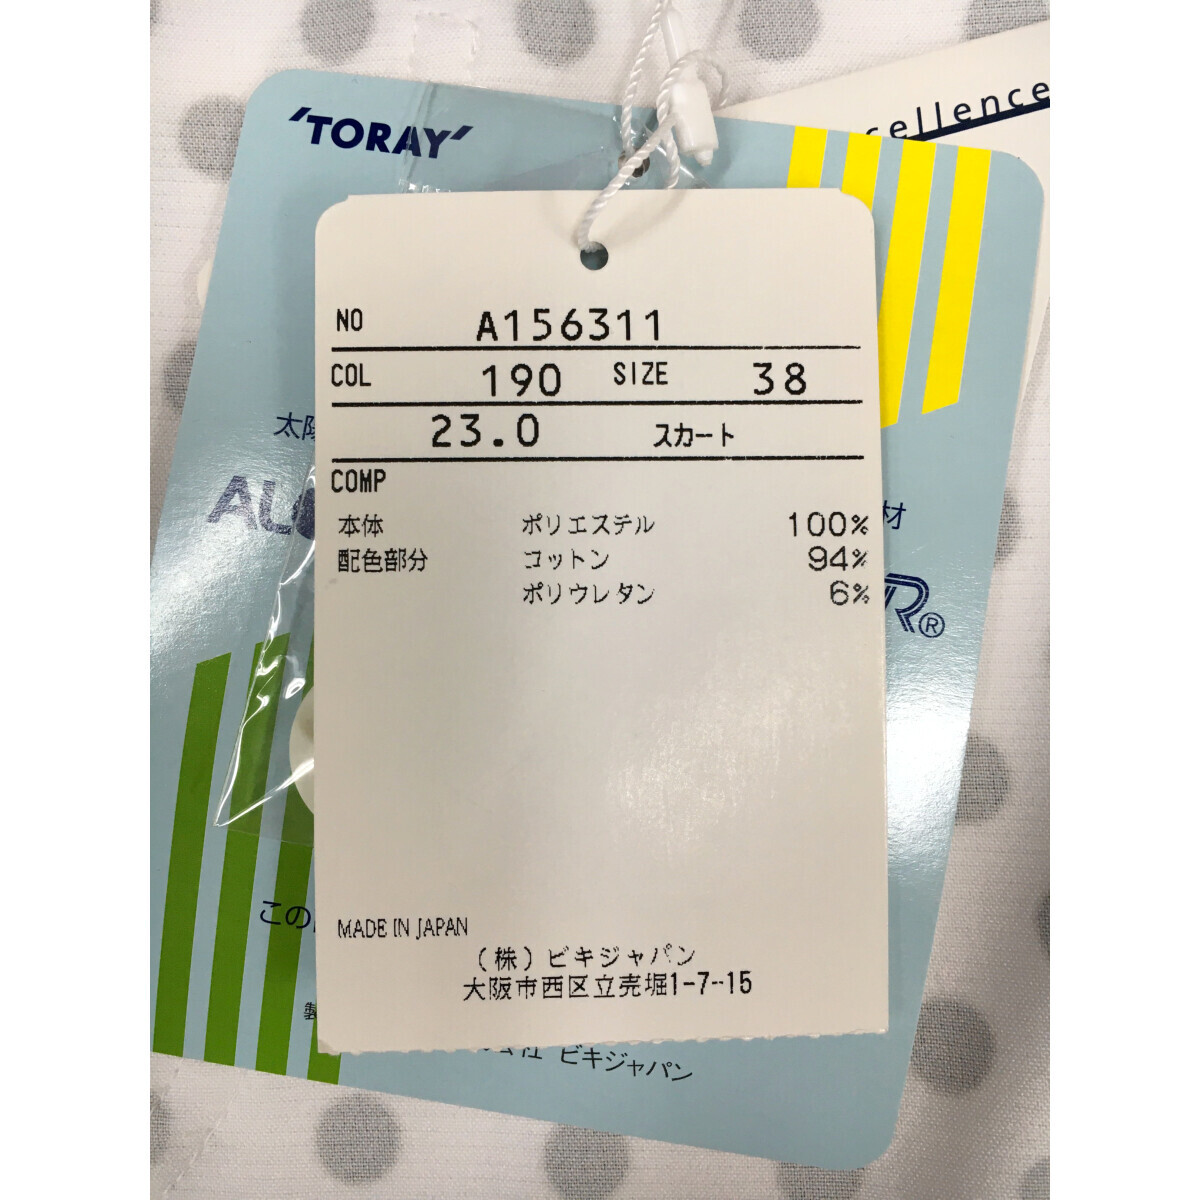 cellence
'TORAY'
NO A156311
COL 190 SIZE 38
23.0 スカート
COMP
本体 ポリエステル 100%
配色部分 コットン 94%
ポリウレタン 6%
材
R®
この
MADE IN JAPAN
(株)ビキジャパン
大阪市西区立売堀1-7-15
ビキジャパン